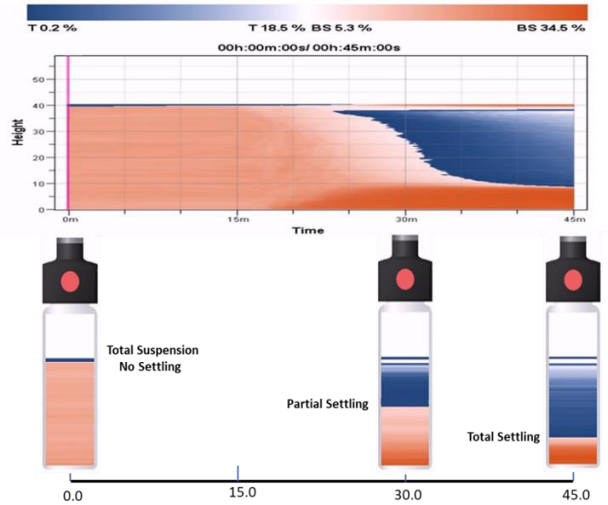 T 0.2 % T 18.5 % BS 5.3 % BS 34.5 %
00h:00m:00s/ 00h:45m:00s
Height
50
40
30
20
10
0
0m 15m 30m 45m
Time
Total Suspension
No Settling
Partial Settling
Total Settling
0.0 15.0 30.0 45.0